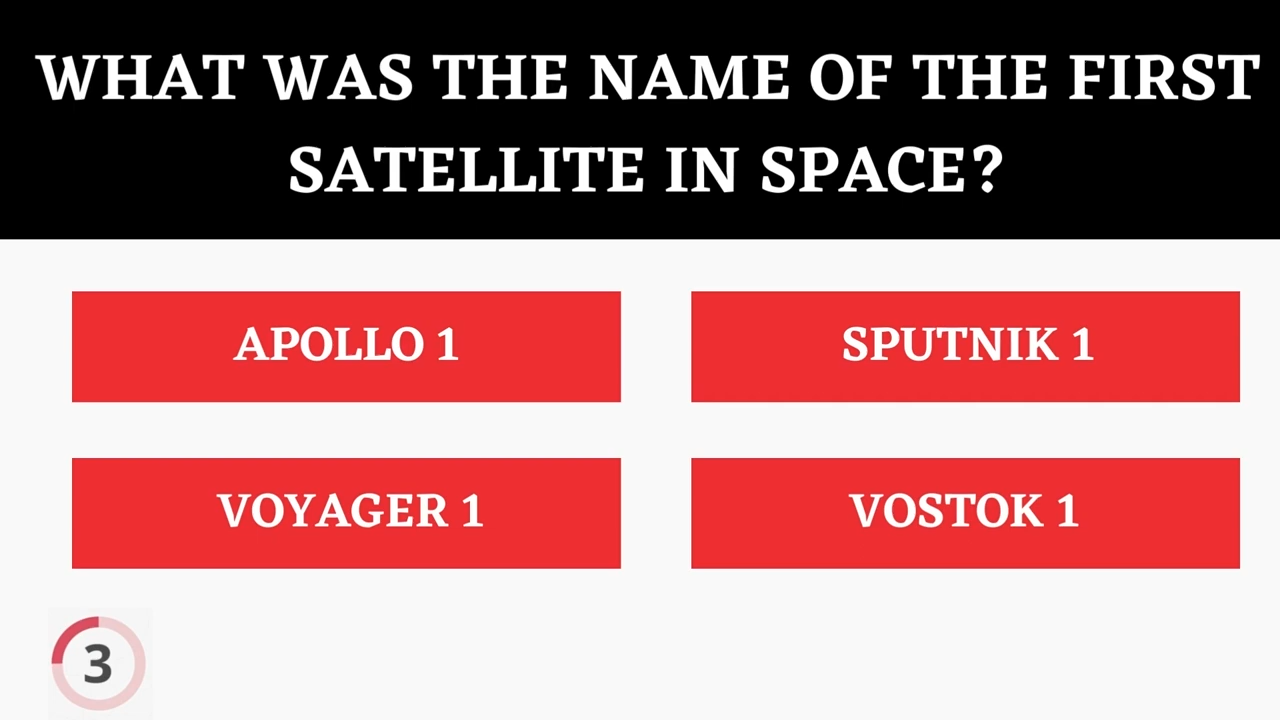 WHAT WAS THE NAME OF THE FIRST
SATELLITE IN SPACE?
APOLLO 1
SPUTNIK 1
VOYAGER 1
VOSTOK 1
3